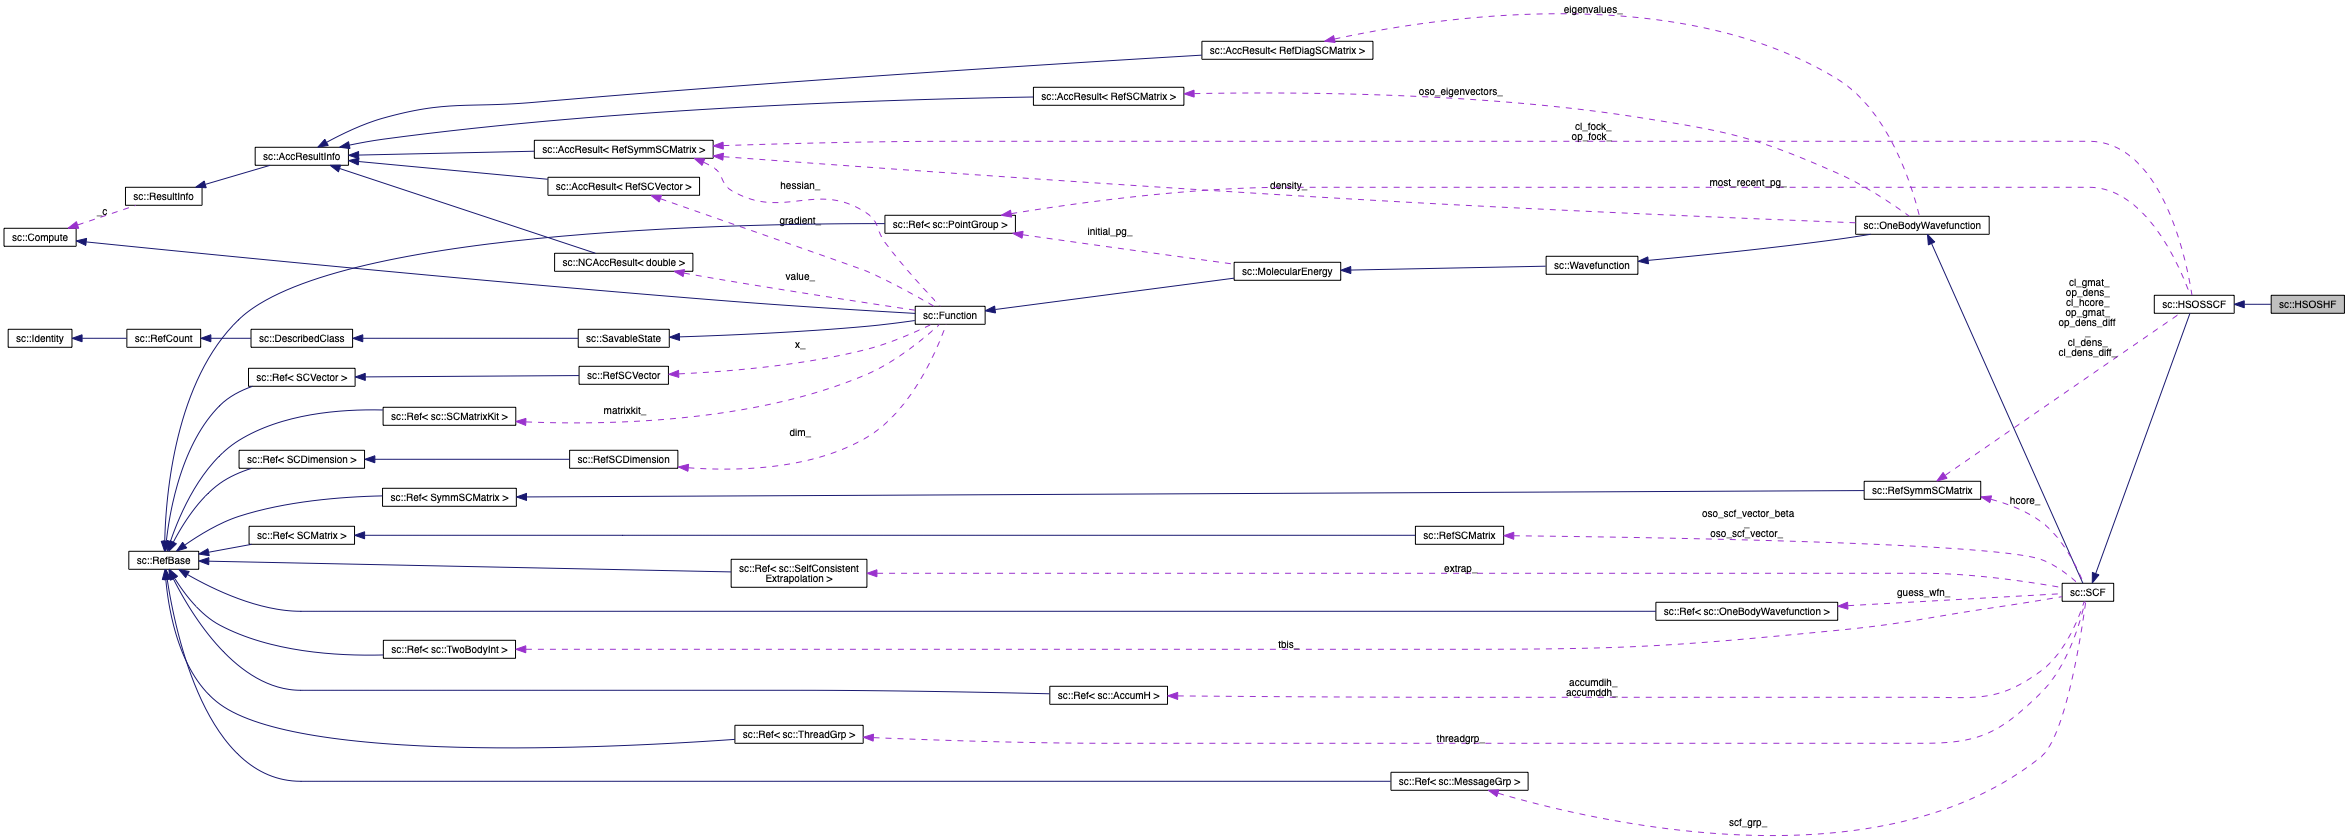 eigenvalues_
sc::AccResult< RefDiagSCMatrix >
sc::AccResult< RefSCMatrix >
oso_eigenvectors_
cl_fock_
op_fock_
sc::AccResultInfo
sc::AccResult< RefSymmSCMatrix >
sc::ResultInfo
sc::AccResult< RefSCVector >
hessian_
density_
most_recent_pg_
_c
sc::Compute
gradient_
sc::Ref< sc::PointGroup >
initial_pg_
sc::OneBodyWavefunction
sc::NCAccResult< double >
value_
sc::MolecularEnergy
sc::Wavefunction
cl_gmat_
op_dens_
cl_hcore_
op_gmat_
op_dens_diff
_
cl_dens_
cl_dens_diff_
sc::HSOSSCF
sc::HSOSHF
sc::Function
sc::Identity
sc::RefCount
sc::DescribedClass
sc::SavableState
x_
sc::Ref< SCVector >
sc::RefSCVector
sc::Ref< sc::SCMatrixKit >
matrixkit_
dim_
sc::Ref< SCDimension >
sc::RefSCDimension
sc::Ref< SymmSCMatrix >
sc::RefSymmSCMatrix
hcore_
sc::Ref< SCMatrix >
sc::RefSCMatrix
oso_scf_vector_beta
_
oso_scf_vector_
sc::RefBase
sc::Ref< sc::SelfConsistent
Extrapolation >
extrap_
sc::SCF
guess_wfn_
sc::Ref< sc::OneBodyWavefunction >
sc::Ref< sc::TwoBodyInt >
tbis_
sc::Ref< sc::AccumH >
accumdih_
accumddh_
sc::Ref< sc::ThreadGrp >
threadgrp_
sc::Ref< sc::MessageGrp >
scf_grp_